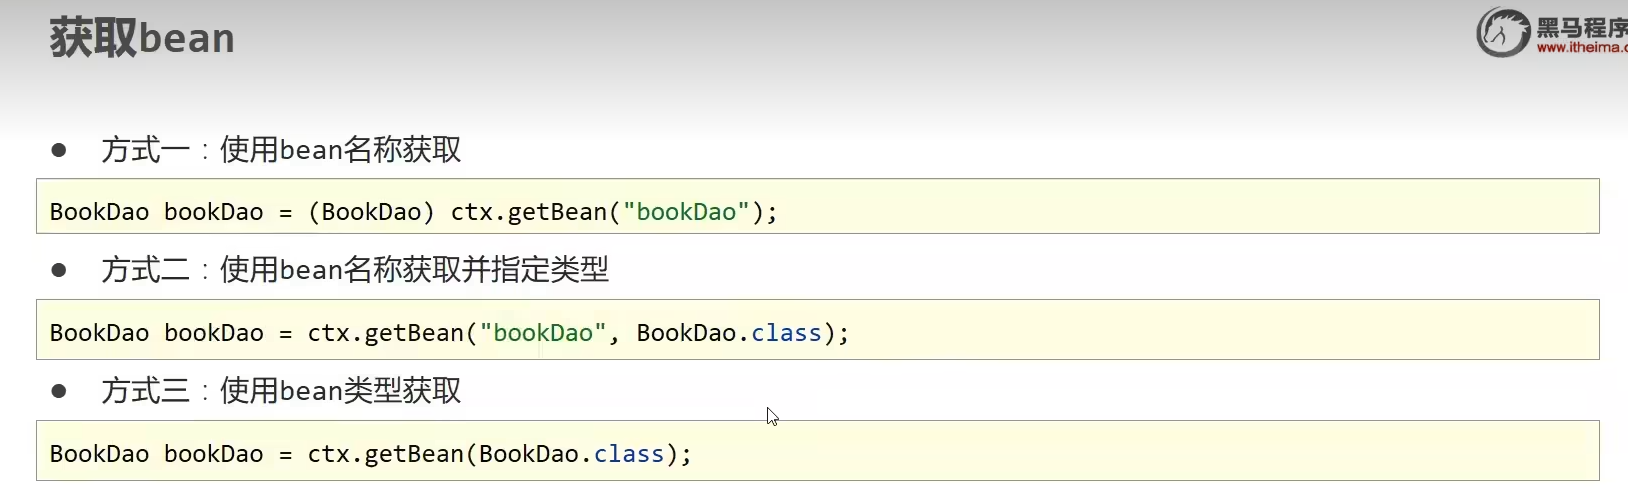 获取bean
黑马程序
www.itheima.c
● 方式一：使用bean名称获取
BookDao bookDao = (BookDao) ctx.getBean("bookDao");
● 方式二：使用bean名称获取并指定类型
BookDao bookDao = ctx.getBean("bookDao", BookDao.class);
● 方式三：使用bean类型获取
BookDao bookDao = ctx.getBean(BookDao.class);